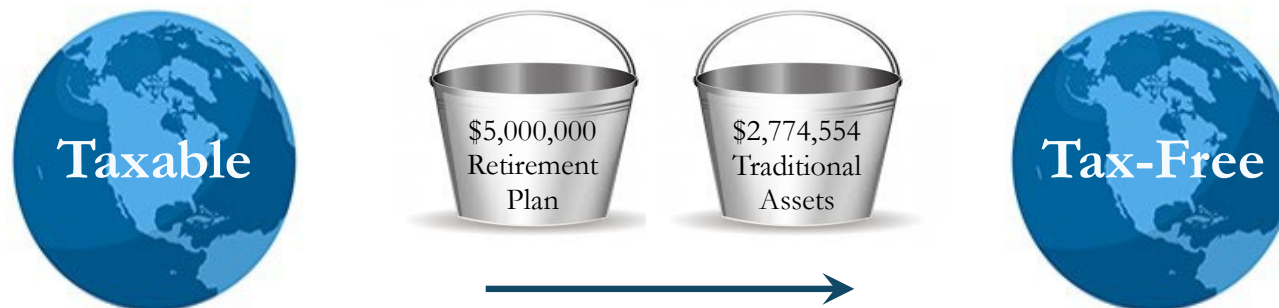 Taxable
$5,000,000
Retirement
Plan
$2,774,554
Traditional
Assets
Tax-Free